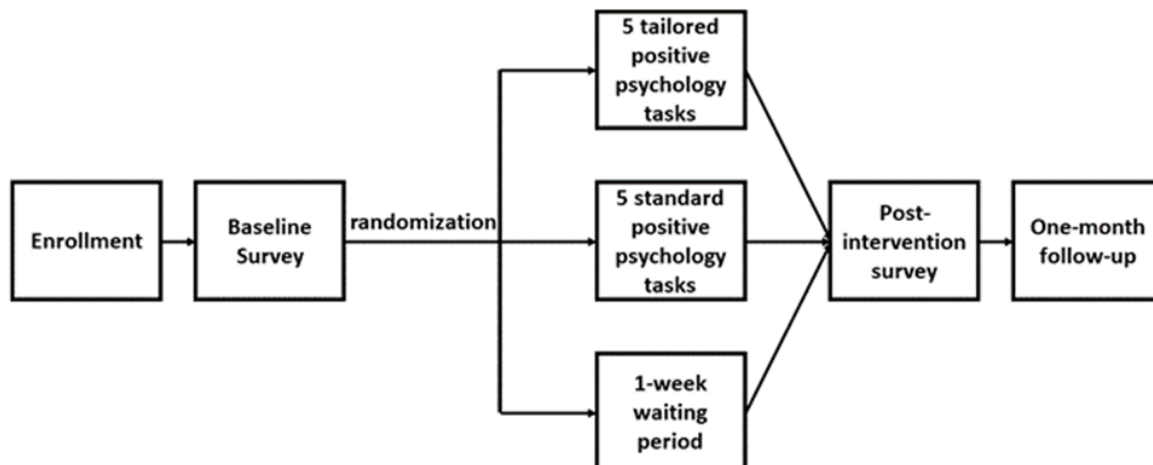 Enrollment
Baseline
Survey
randomization
5 tailored
positive
psychology
tasks
5 standard
positive
psychology
tasks
1-week
waiting
period
Post-
intervention
survey
One-month
follow-up